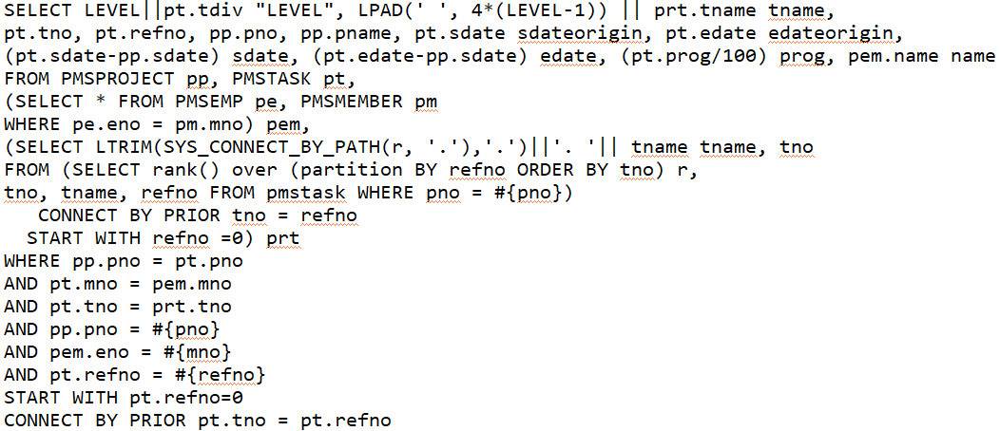 SELECT LEVEL||pt.tdiv "LEVEL", LPAD(' ', 4*(LEVEL-1)) || prt.tname tname,
pt.tno, pt.refno, pp.pno, pp.pname, pt.sdate sdateorigin, pt.edate edateorigin,
(pt.sdate-pp.sdate) sdate, (pt.edate-pp.sdate) edate, (pt.prog/100) prog, pem.name name
FROM PMSPROJECT pp, PMSTASK pt,
(SELECT * FROM PMSEMP pe, PMSMEMBER pm
WHERE pe.eno = pm.mno) pem,
(SELECT LTRIM(SYS_CONNECT_BY_PATH(r, '.'),'.')||'. '|| tname tname, tno
FROM (SELECT rank() over (partition BY refno ORDER BY tno) r,
tno, tname, refno FROM pmstask WHERE pno = #{pno})
   CONNECT BY PRIOR tno = refno
  START WITH refno =0) prt
WHERE pp.pno = pt.pno
AND pt.mno = pem.mno
AND pt.tno = prt.tno
AND pp.pno = #{pno}
AND pem.eno = #{mno}
AND pt.refno = #{refno}
START WITH pt.refno=0
CONNECT BY PRIOR pt.tno = pt.refno